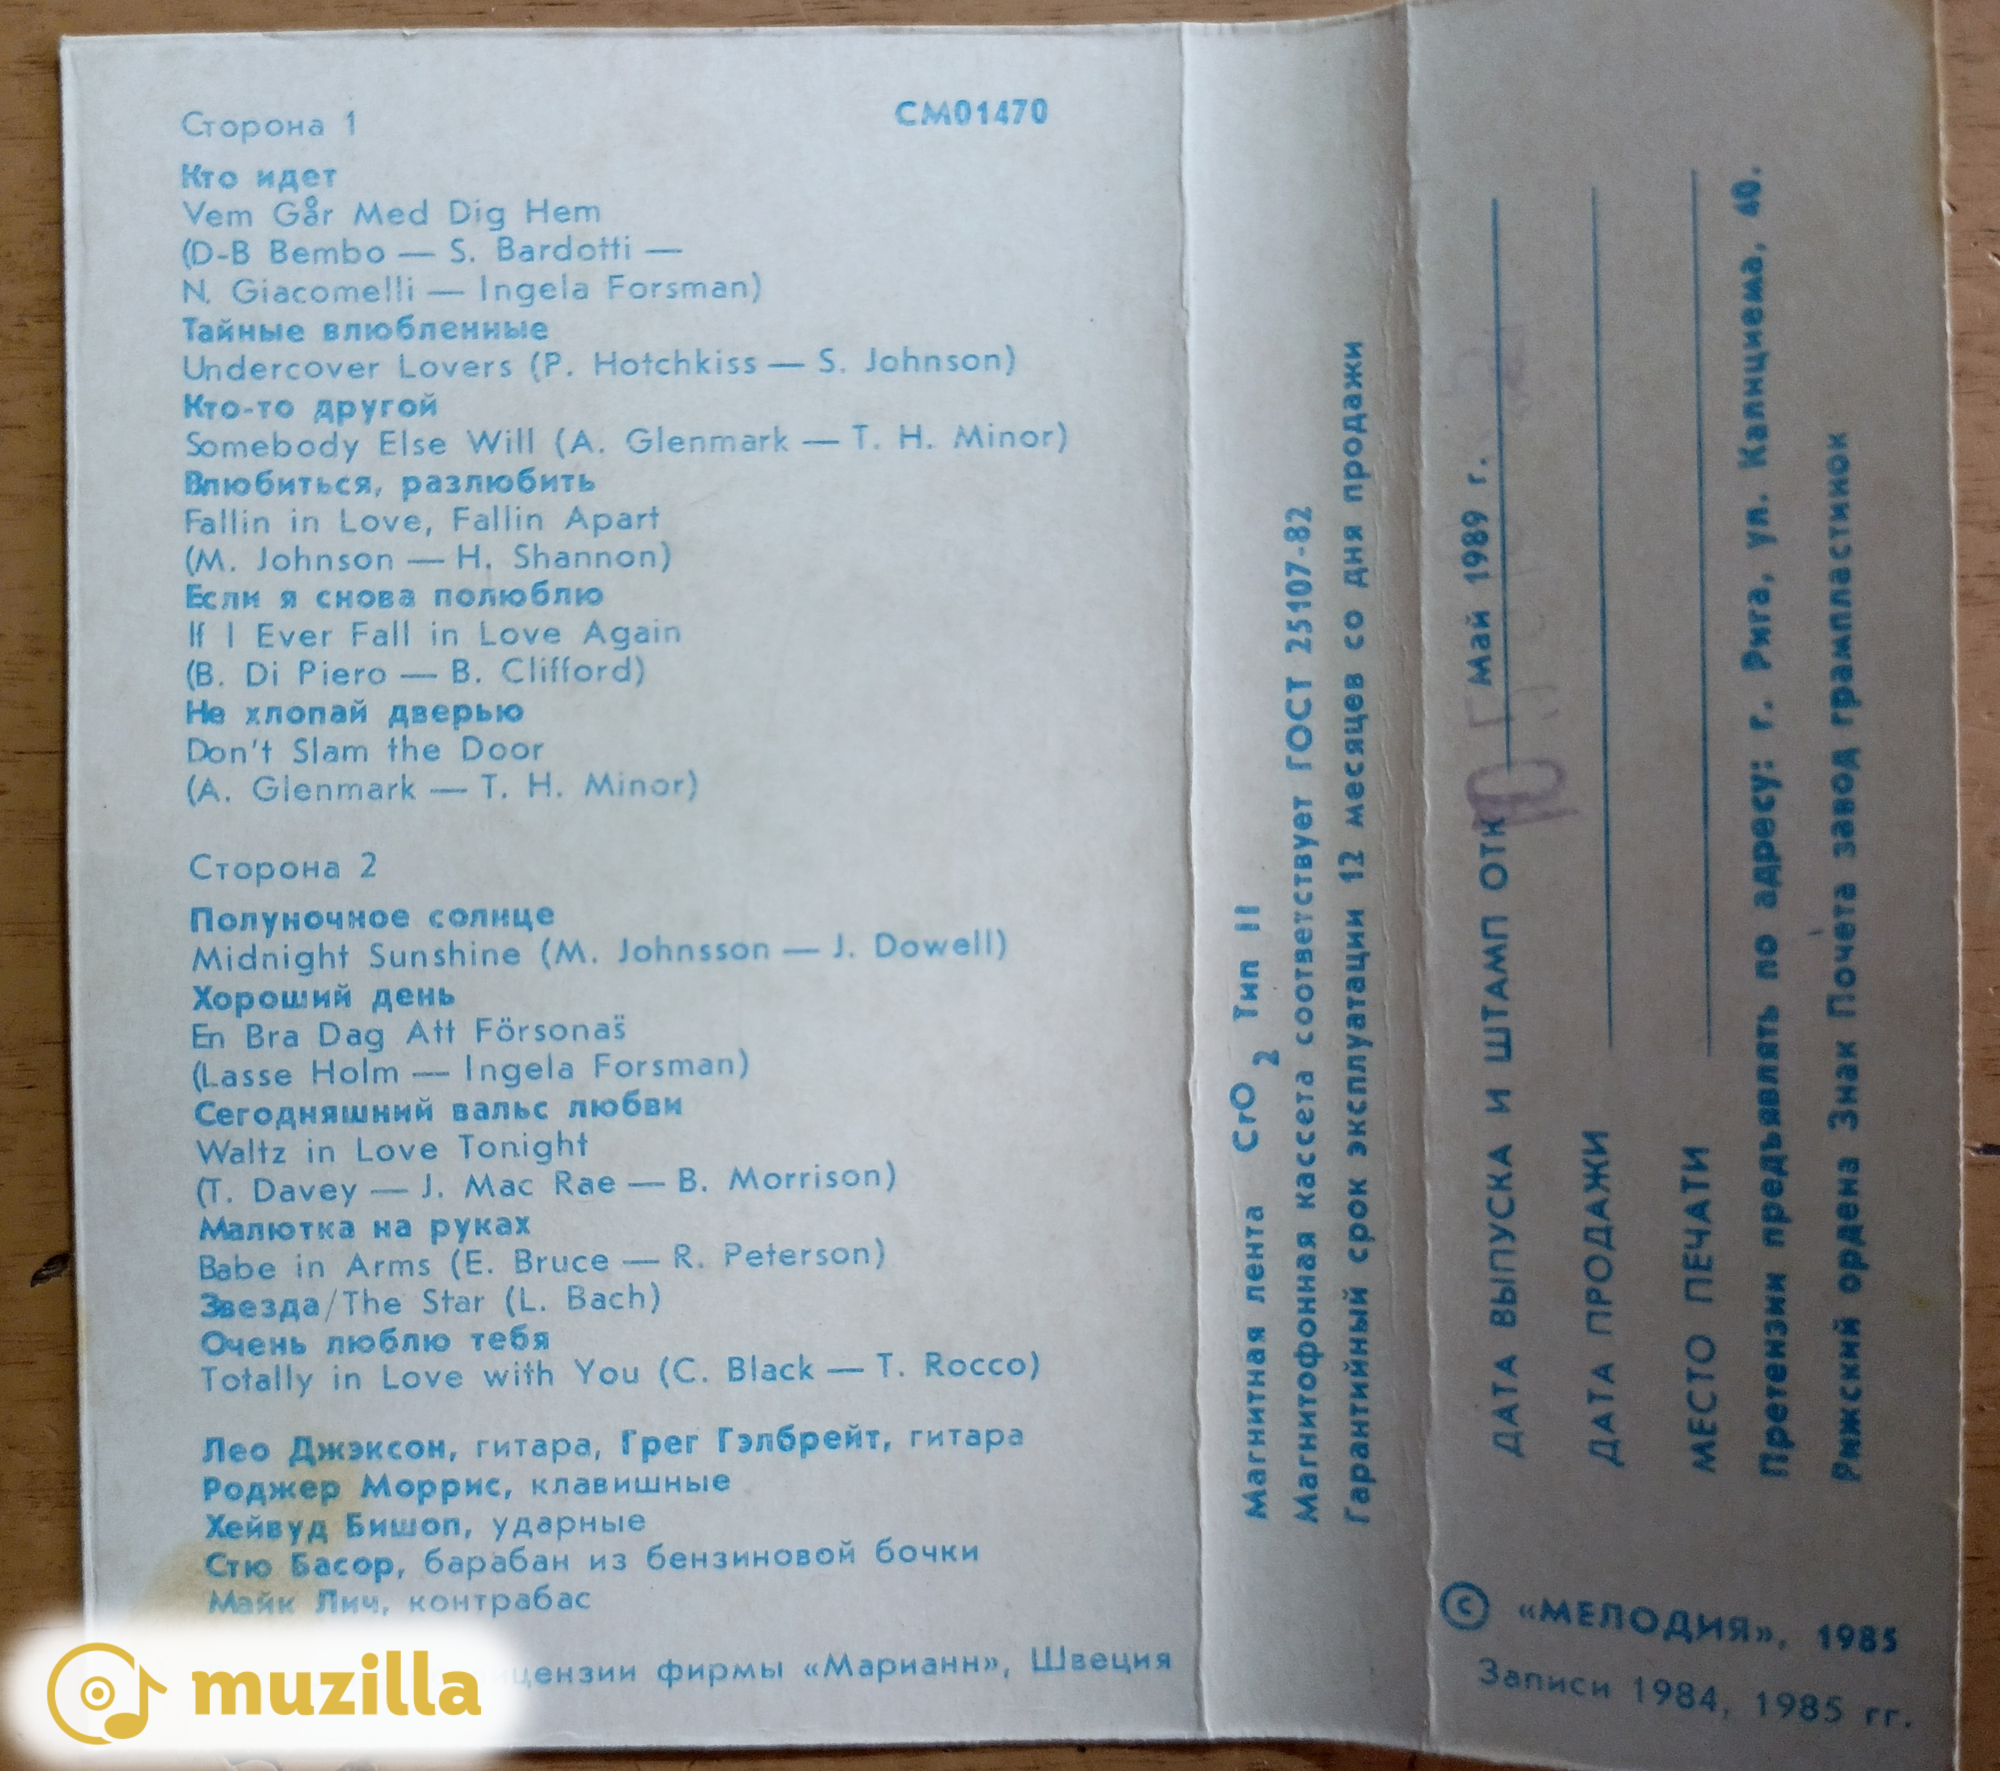 Сторона 1
СМ01470
Кто идет
Vem Går Med Dig Hem
(D-B Bembo — S. Bardotti —
N. Giacomelli — Ingela Forsman)
Тайные влюбленные
Undercover Lovers (P. Hotchkiss — S. Johnson)
Кто-то другой
Somebody Else Will (A. Glenmark — T. H. Minor)
Влюбиться, разлюбить
Fallin in Love, Fallin Apart
(M. Johnson — H. Shannon)
Если я снова полюблю
If I Ever Fall in Love Again
(B. Di Piero — B. Clifford)
Не хлопай дверью
Don't Slam the Door
(A. Glenmark — T. H. Minor)
Сторона 2
Полуночное солнце
Midnight Sunshine (M. Johnsson — J. Dowell)
Хороший день
En Bra Dag Att Försonas̈
(Lasse Holm — Ingela Forsman)
Сегодняшний вальс любви
Waltz in Love Tonight
(T. Davey — J. Mac Rae — B. Morrison)
Малютка на руках
Babe in Arms (E. Bruce — R. Peterson)
Звезда/The Star (L. Bach)
Очень люблю тебя
Totally in Love with You (C. Black — T. Rocco)
Лео Джэксон, гитара, Грег Гэлбрейт, гитара
Роджер Моррис, клавишные
Хейвуд Бишоп, ударные
Стю Басор, барабан из бензиновой бочки
Майк Лич, контрабас
фирмы «Марианн», Швеция
muzilla
Магнитная лента CrO2 Тип II
Магнитофонная кассета соответствует ГОСТ 25107-82
Гарантийный срок эксплуатации 12 месяцев со дня продажи
ДАТА ВЫПУСКА И ШТАМП ОТК Май 1989 г.
ДАТА ПРОДАЖИ
МЕСТО ПЕЧАТИ
Претензии предъявлять по адресу: г. Рига, ул. Калнциема, 40.
Рижский ордена Знак Почета завод грампластинок
© «МЕЛОДИЯ», 1985
Записи 1984, 1985 гг.